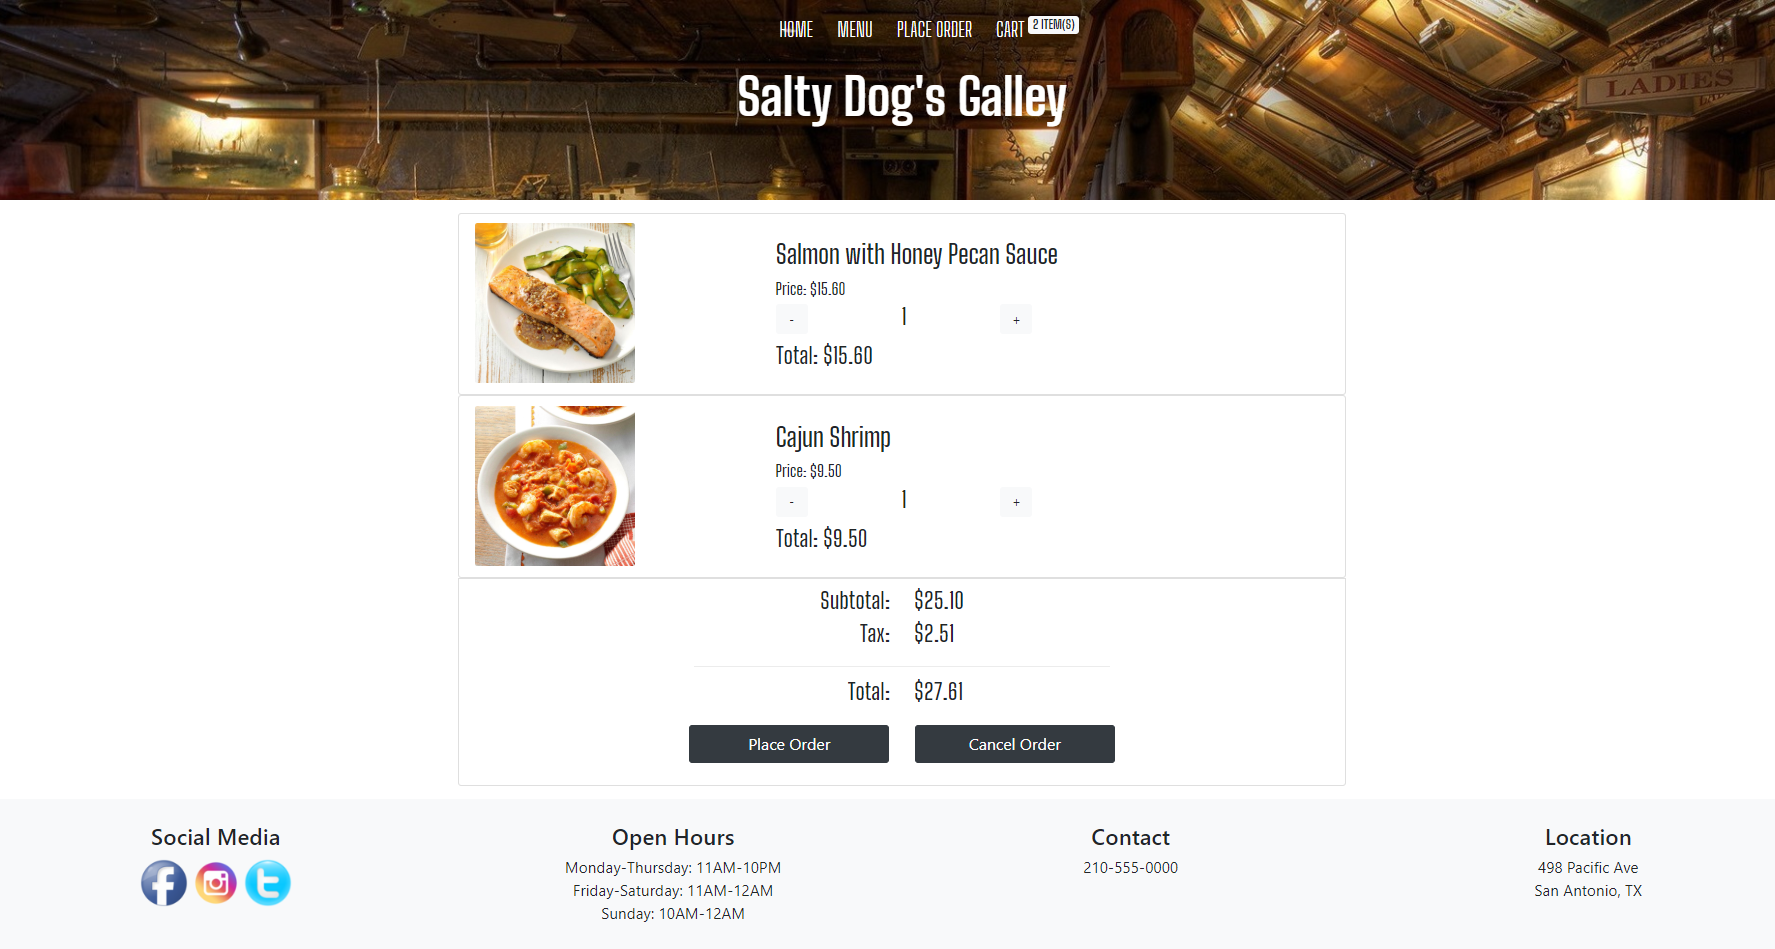 HOME MENU PLACE ORDER CART 2 ITEM(S)
Salty Dog's Galley
LADIES
Salmon with Honey Pecan Sauce
Price: $15.60
- 1 +
Total: $15.60
Cajun Shrimp
Price: $9.50
- 1 +
Total: $9.50
Subtotal: $25.10
Tax: $2.51
Total: $27.61
Place Order Cancel Order
Social Media
Open Hours
Monday-Thursday: 11AM-10PM
Friday-Saturday: 11AM-12AM
Sunday: 10AM-12AM
Contact
210-555-0000
Location
498 Pacific Ave
San Antonio, TX